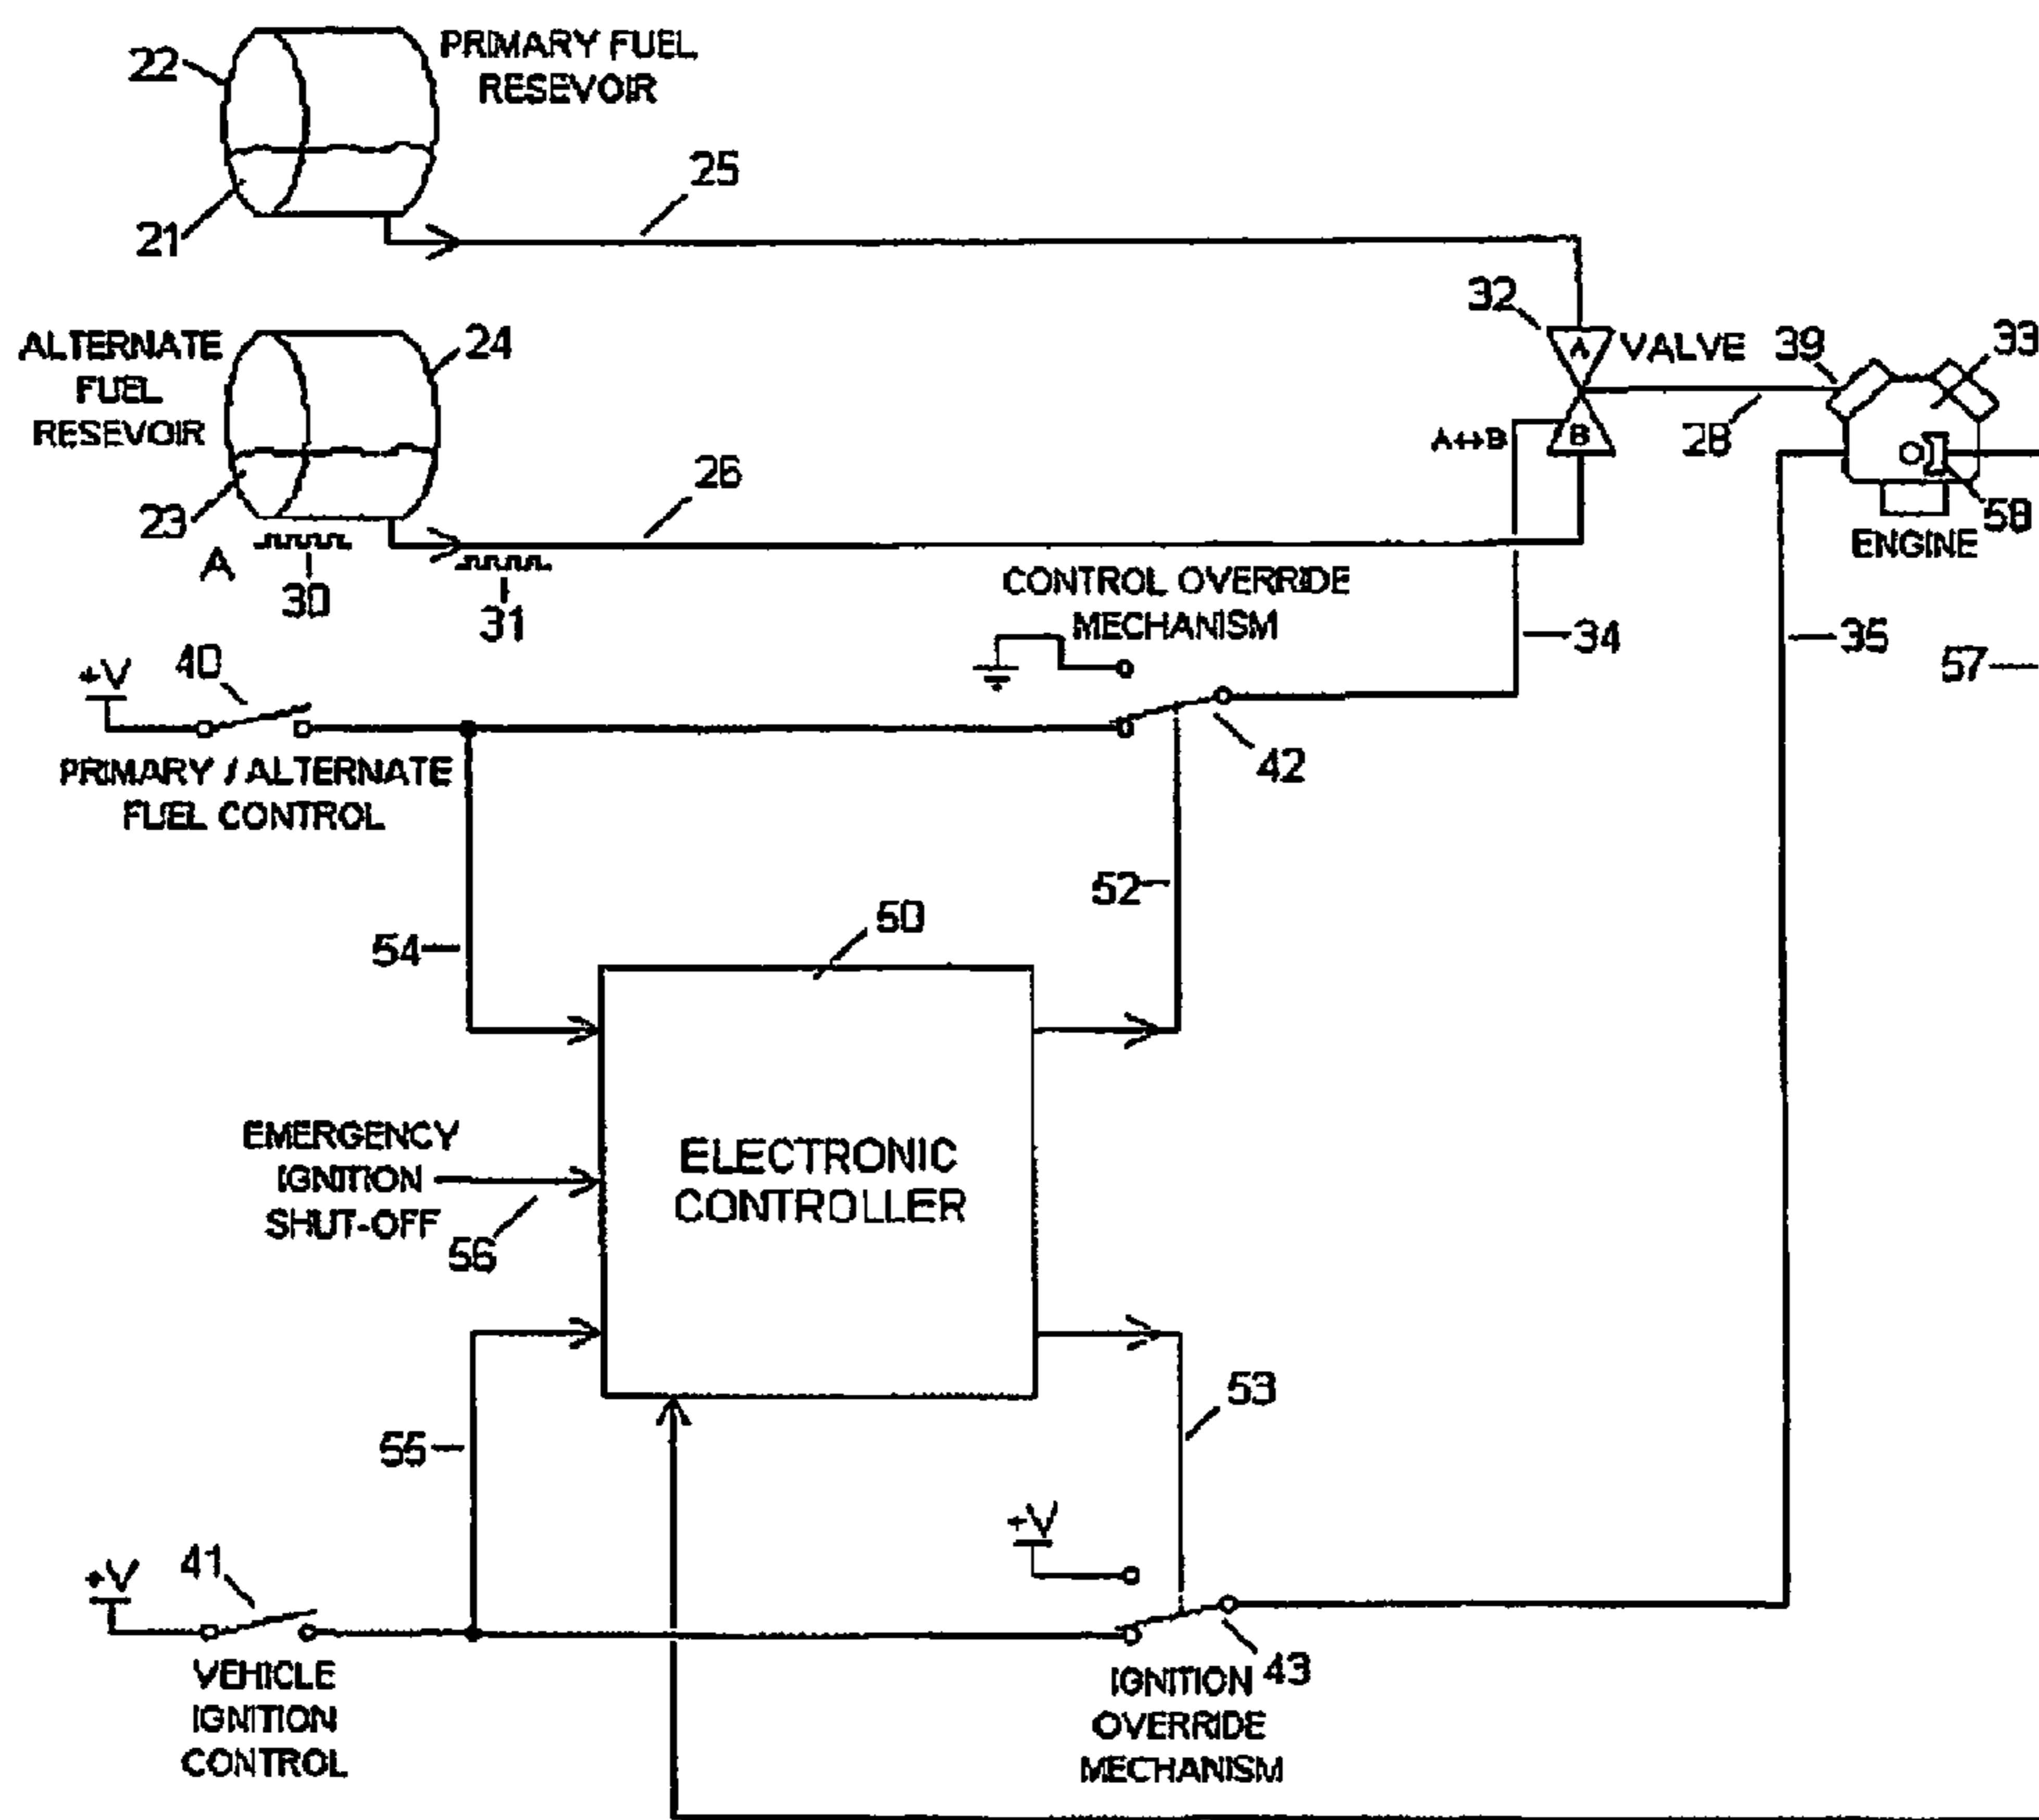 22
PRIMARY FUEL
RESEVOIR
21
25
ALTERNATE
FUEL
RESEVOIR
24
23
A
30
31
26
32
A
VALVE
39
33
A↔B
B
28
58
ENGINE
CONTROL OVERRIDE
MECHANISM
34
35
57
+V
40
PRIMARY / ALTERNATE
FUEL CONTROL
42
52
54
50
EMERGENCY
IGNITION
SHUT-OFF
56
ELECTRONIC
CONTROLLER
55
53
+V
+V
41
VEHICLE
IGNITION
CONTROL
43
IGNITION
OVERRIDE
MECHANISM